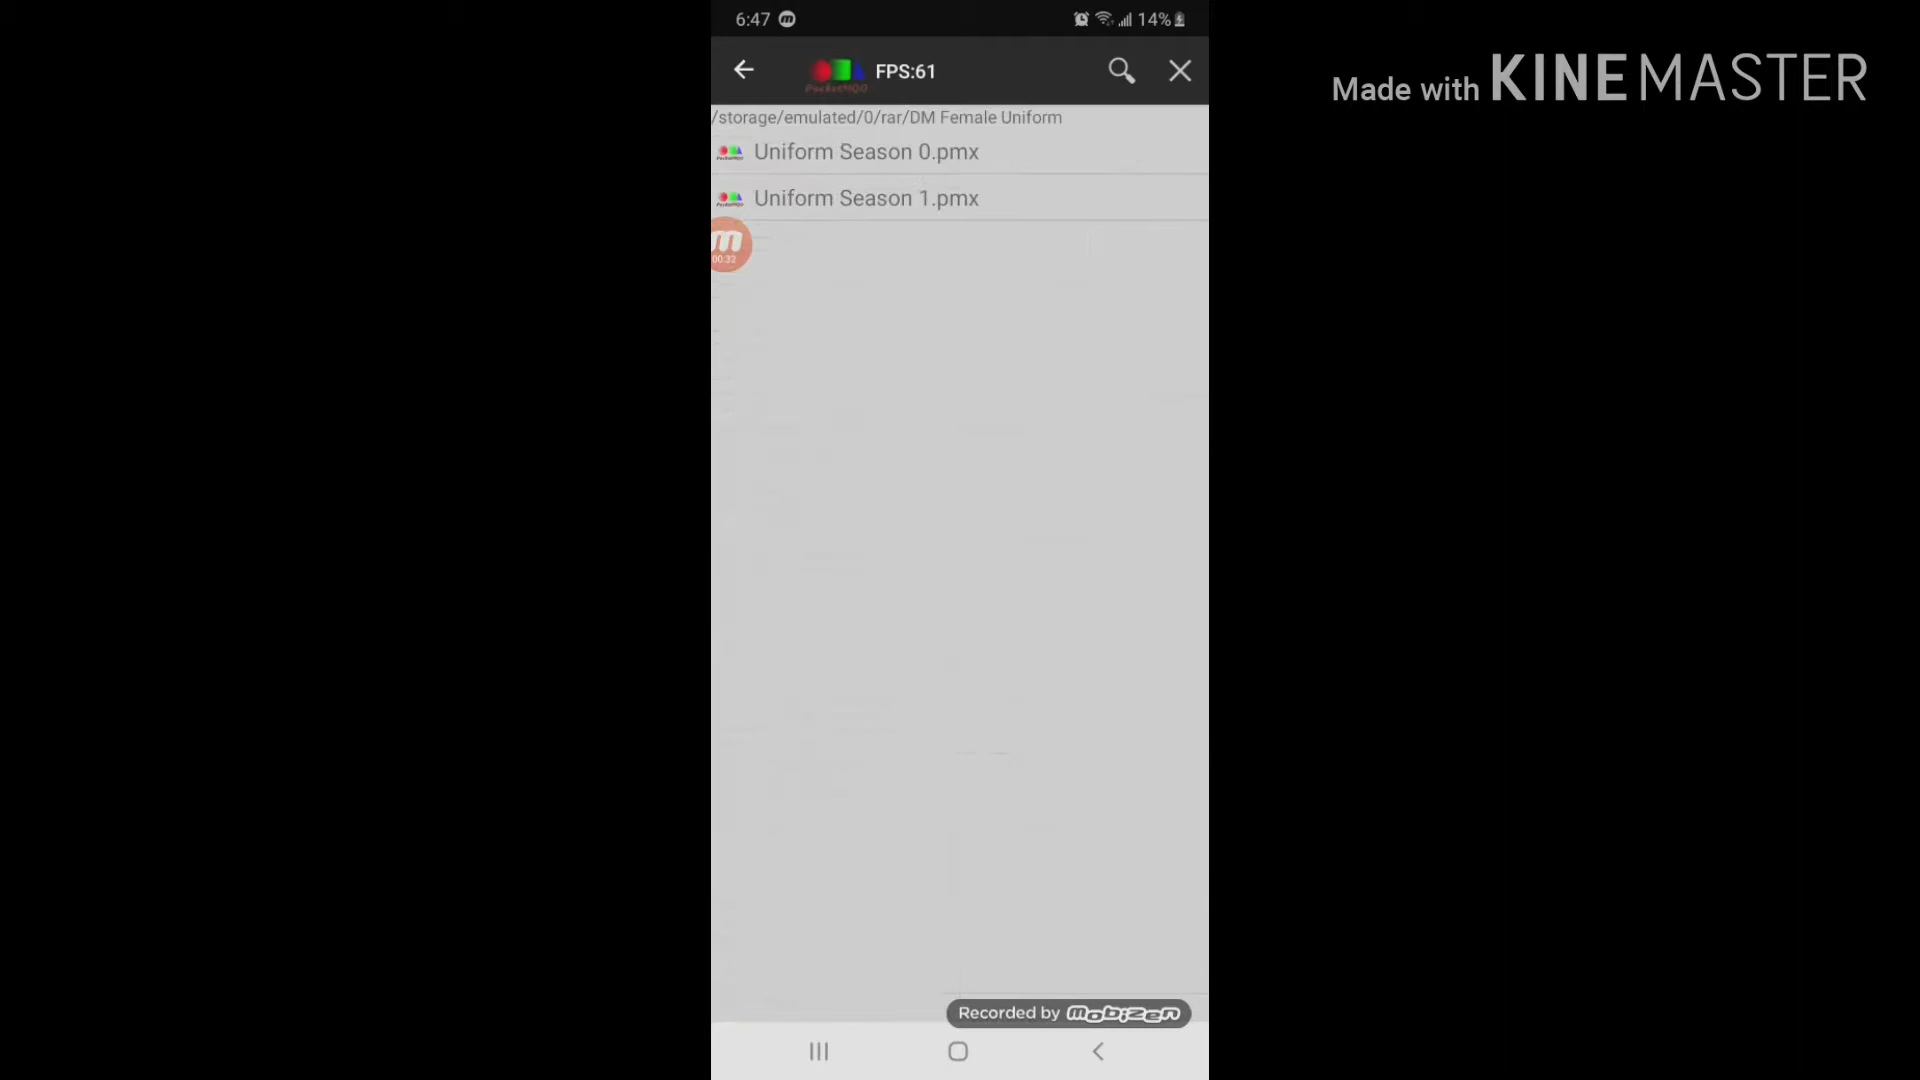 6:47 m 14%
PocketMQO FPS:61
Made with KINEMASTER
/storage/emulated/0/rar/DM Female Uniform
Uniform Season 0.pmx
Uniform Season 1.pmx
m
00:32
Recorded by mobizen